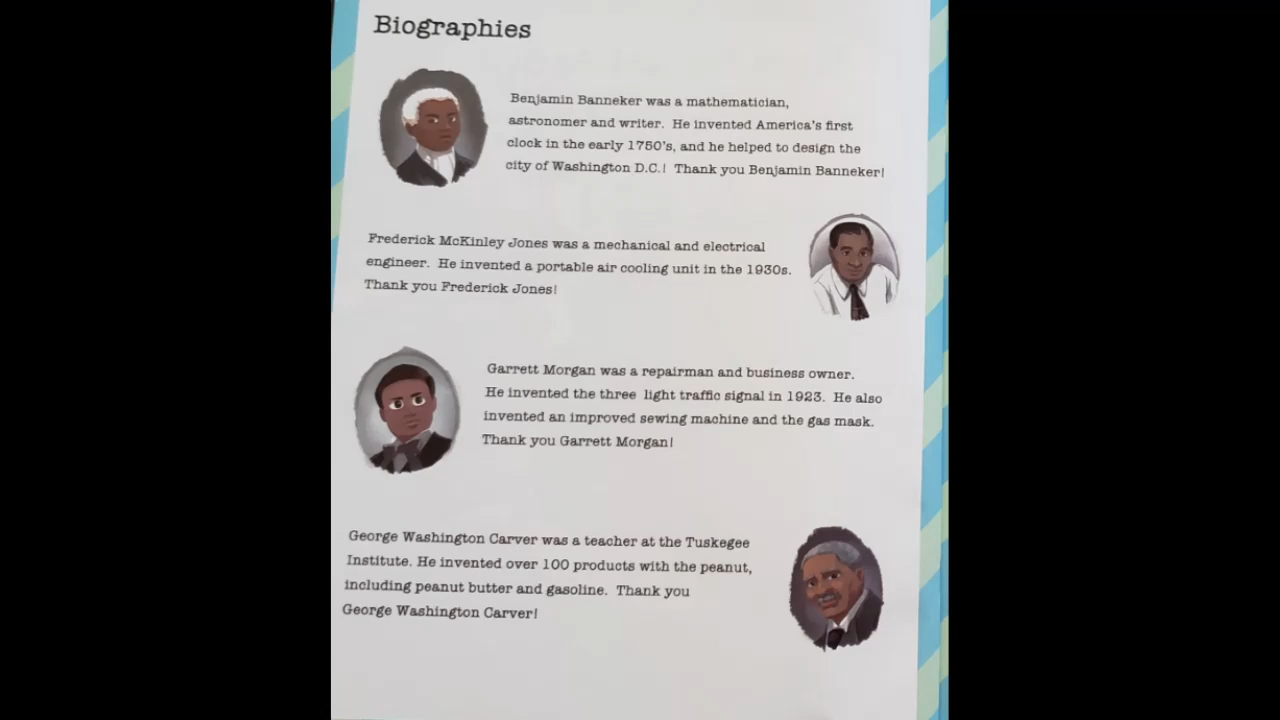 Biographies
Benjamin Banneker was a mathematician,
astronomer and writer. He invented America's first
clock in the early 1750's, and he helped to design the
city of Washington D.C.! Thank you Benjamin Banneker!
Frederick McKinley Jones was a mechanical and electrical
engineer. He invented a portable air cooling unit in the 1930s.
Thank you Frederick Jones!
Garrett Morgan was a repairman and business owner.
He invented the three light traffic signal in 1923. He also
invented an improved sewing machine and the gas mask.
Thank you Garrett Morgan!
George Washington Carver was a teacher at the Tuskegee
Institute. He invented over 100 products with the peanut,
including peanut butter and gasoline. Thank you
George Washington Carver!